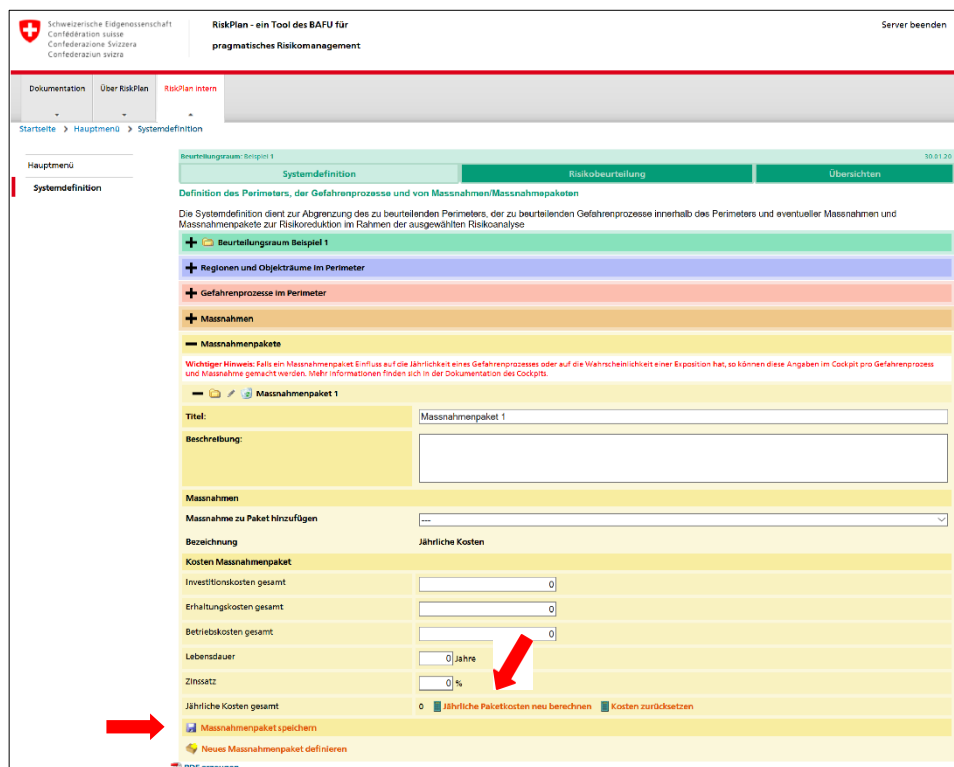 Schweizerische Eidgenossenschaft
Confédération suisse
Confederazione Svizzera
Confederaziun svizra
RiskPlan - ein Tool des BAFU für
pragmatisches Risikomanagement
Server beenden
Dokumentation
Über RiskPlan
RiskPlan intern
Startseite > Hauptmenü > Systemdefinition
Hauptmenü
Systemdefinition
Beurteilungsraum: Beispiel 1
30.01.20
Systemdefinition
Risikobeurteilung
Übersichten
Definition des Perimeters, der Gefahrenprozesse und von Massnahmen/Massnahmepaketen
Die Systemdefinition dient zur Abgrenzung des zu beurteilenden Perimeters, der zu beurteilenden Gefahrenprozesse innerhalb des Perimeters und eventueller Massnahmen und
Massnahmenpakete zur Risikoreduktion im Rahmen der ausgewählten Risikoanalyse
Beurteilungsraum Beispiel 1
Regionen und Objekträume im Perimeter
Gefahrenprozesse im Perimeter
Massnahmen
Massnahmenpakete
Wichtiger Hinweis: Falls ein Massnahmenpaket Einfluss auf die Jährlichkeit eines Gefahrenprozesses oder auf die Wahrscheinlichkeit einer Exposition hat, so können diese Angaben im Cockpit pro Gefahrenprozess
und Massnahme gemacht werden. Mehr Informationen finden sich in der Dokumentation des Cockpits.
Massnahmenpaket 1
Titel:
Massnahmenpaket 1
Beschreibung:
Massnahmen
Massnahme zu Paket hinzufügen
---
Bezeichnung
Jährliche Kosten
Kosten Massnahmenpaket
Investitionskosten gesamt
0
Erhaltungskosten gesamt
0
Betriebskosten gesamt
0
Lebensdauer
0 Jahre
Zinssatz
0 %
Jährliche Kosten gesamt
0 Jährliche Paketkosten neu berechnen Kosten zurücksetzen
Massnahmenpaket speichern
Neues Massnahmenpaket definieren